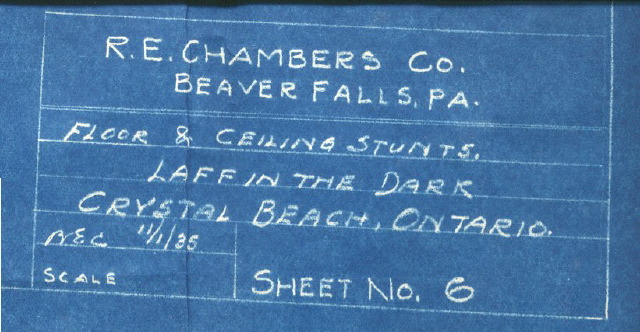 R.E. CHAMBERS CO.
BEAVER FALLS, PA.
FLOOR & CEILING STUNTS.
LAFF IN THE DARK
CRYSTAL BEACH, ONTARIO.
11/1/35
SCALE
SHEET NO. 6